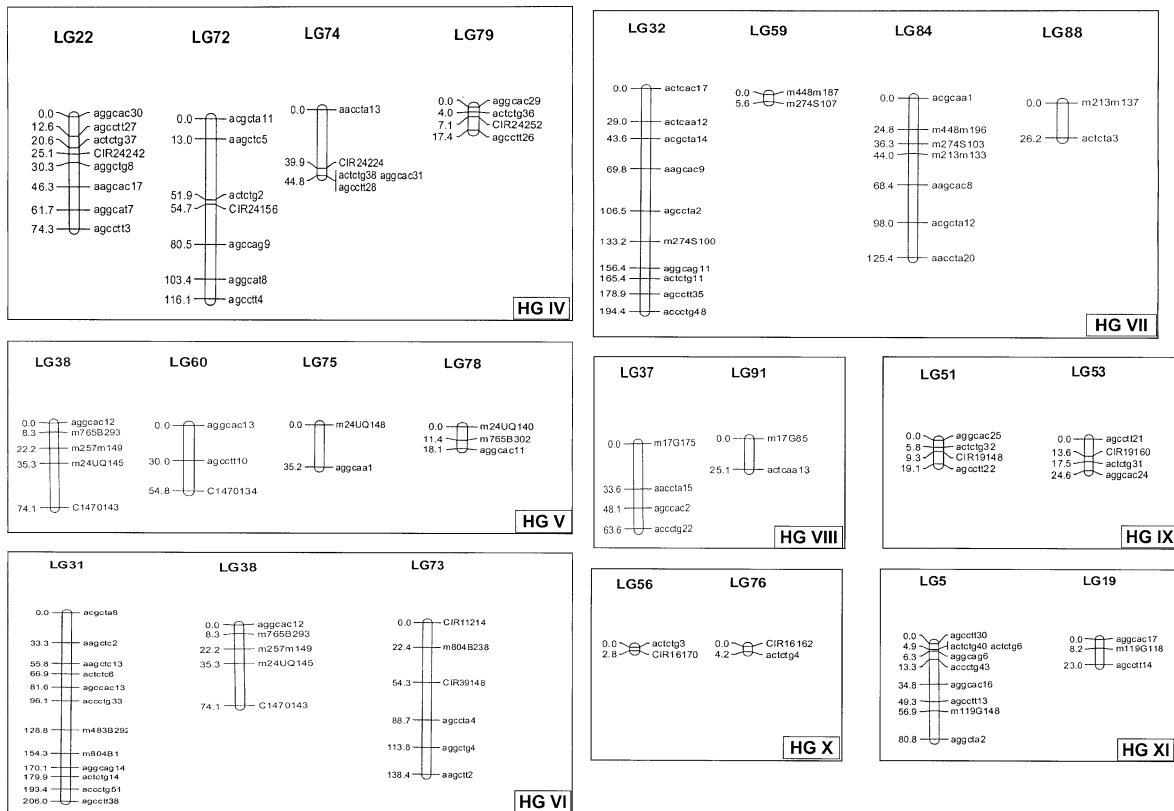 LG22 LG72 LG74 LG79
0.0 aggcac30
12.6 agcctt27
20.6 actctg37
25.1 CIR24242
30.3 aggctg8
46.3 aagcac17
61.7 aggcat7
74.3 agcctt3
0.0 acgcta11
13.0 aagctc5
51.9 actctg2
54.7 CIR24156
80.5 agccag9
103.4 aggcat8
116.1 agcctt4
0.0 aaccta13
39.9 CIR24224
44.8 actctg38 aggcac31
agcctt28
0.0 aggcac29
4.0 actctg36
7.1 CIR24252
17.4 agcctt26
HG IV
LG32 LG59 LG84 LG88
0.0 actcac17
29.0 actcaa12
43.6 acgcta14
69.8 aagcac9
106.5 agccta2
133.2 m274S100
156.4 aggcag11
165.4 actctg11
178.9 agcctt35
194.4 accctg48
0.0 m448m187
5.6 m274S107
0.0 acgcaa1
24.8 m448m196
36.3 m274S103
44.0 m213m133
68.4 aagcac8
98.0 acgcta12
125.4 aaccta20
0.0 m213m137
26.2 actcta3
HG VII
LG38 LG60 LG75 LG78
0.0 aggcac12
8.3 m765B293
22.2 m257m149
35.3 m24UQ145
74.1 C1470143
0.0 aggcac13
30.0 agcctt10
54.8 C1470134
0.0 m24UQ148
35.2 aggcaa1
0.0 m24UQ140
11.4 m765B302
18.1 aggcac11
HG V
LG37 LG91
0.0 m17G175
33.6 aaccta15
48.1 agccac2
63.6 accctg22
0.0 m17G85
25.1 actcaa13
HG VIII
LG51 LG53
0.0 aggcac25
5.8 actctg32
9.3 CIR19148
19.1 agcctt22
0.0 agcctt21
13.6 CIR19160
17.5 actctg31
24.6 aggcac24
HG IX
LG31 LG38 LG73
0.0 acgcta8
33.3 aagctc2
55.8 aagctc13
66.9 actctc6
81.6 agccac13
96.1 accctg33
128.8 m483B292
154.3 m804B1
170.1 aggcag14
179.9 actctg14
193.4 accctg51
206.0 agcctt38
0.0 aggcac12
8.3 m765B293
22.2 m257m149
35.3 m24UQ145
74.1 C1470143
0.0 CIR11214
22.4 m804B238
54.3 CIR39148
88.7 agccta4
113.8 aggctg4
138.4 aagctt2
HG VI
LG56 LG76
0.0 actctg3
2.8 CIR16170
0.0 CIR16162
4.2 actctg4
HG X
LG5 LG19
0.0 agcctt30
4.9 actctg40 actctg6
6.3 aggcag6
13.3 accctg43
34.8 aggcac16
49.3 agcctt13
56.9 m119G148
80.8 aggcta2
0.0 aggcac17
8.2 m119G118
23.0 agcctt14
HG XI